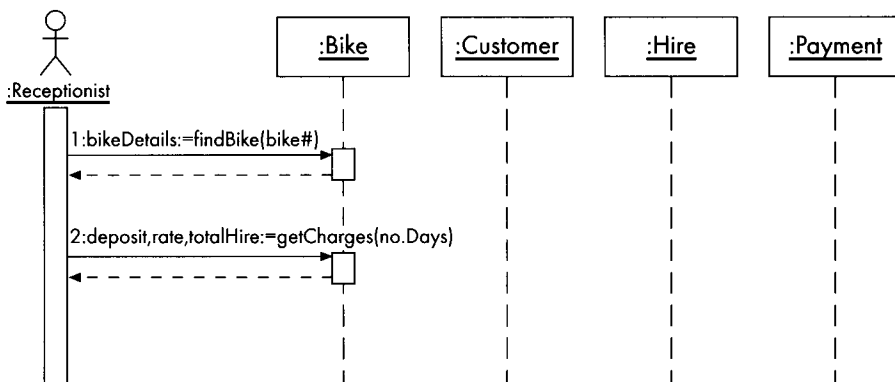 :Bike
:Customer
:Hire
:Payment
:Receptionist
1:bikeDetails:=findBike(bike#)
2:deposit,rate,totalHire:=getCharges(no.Days)